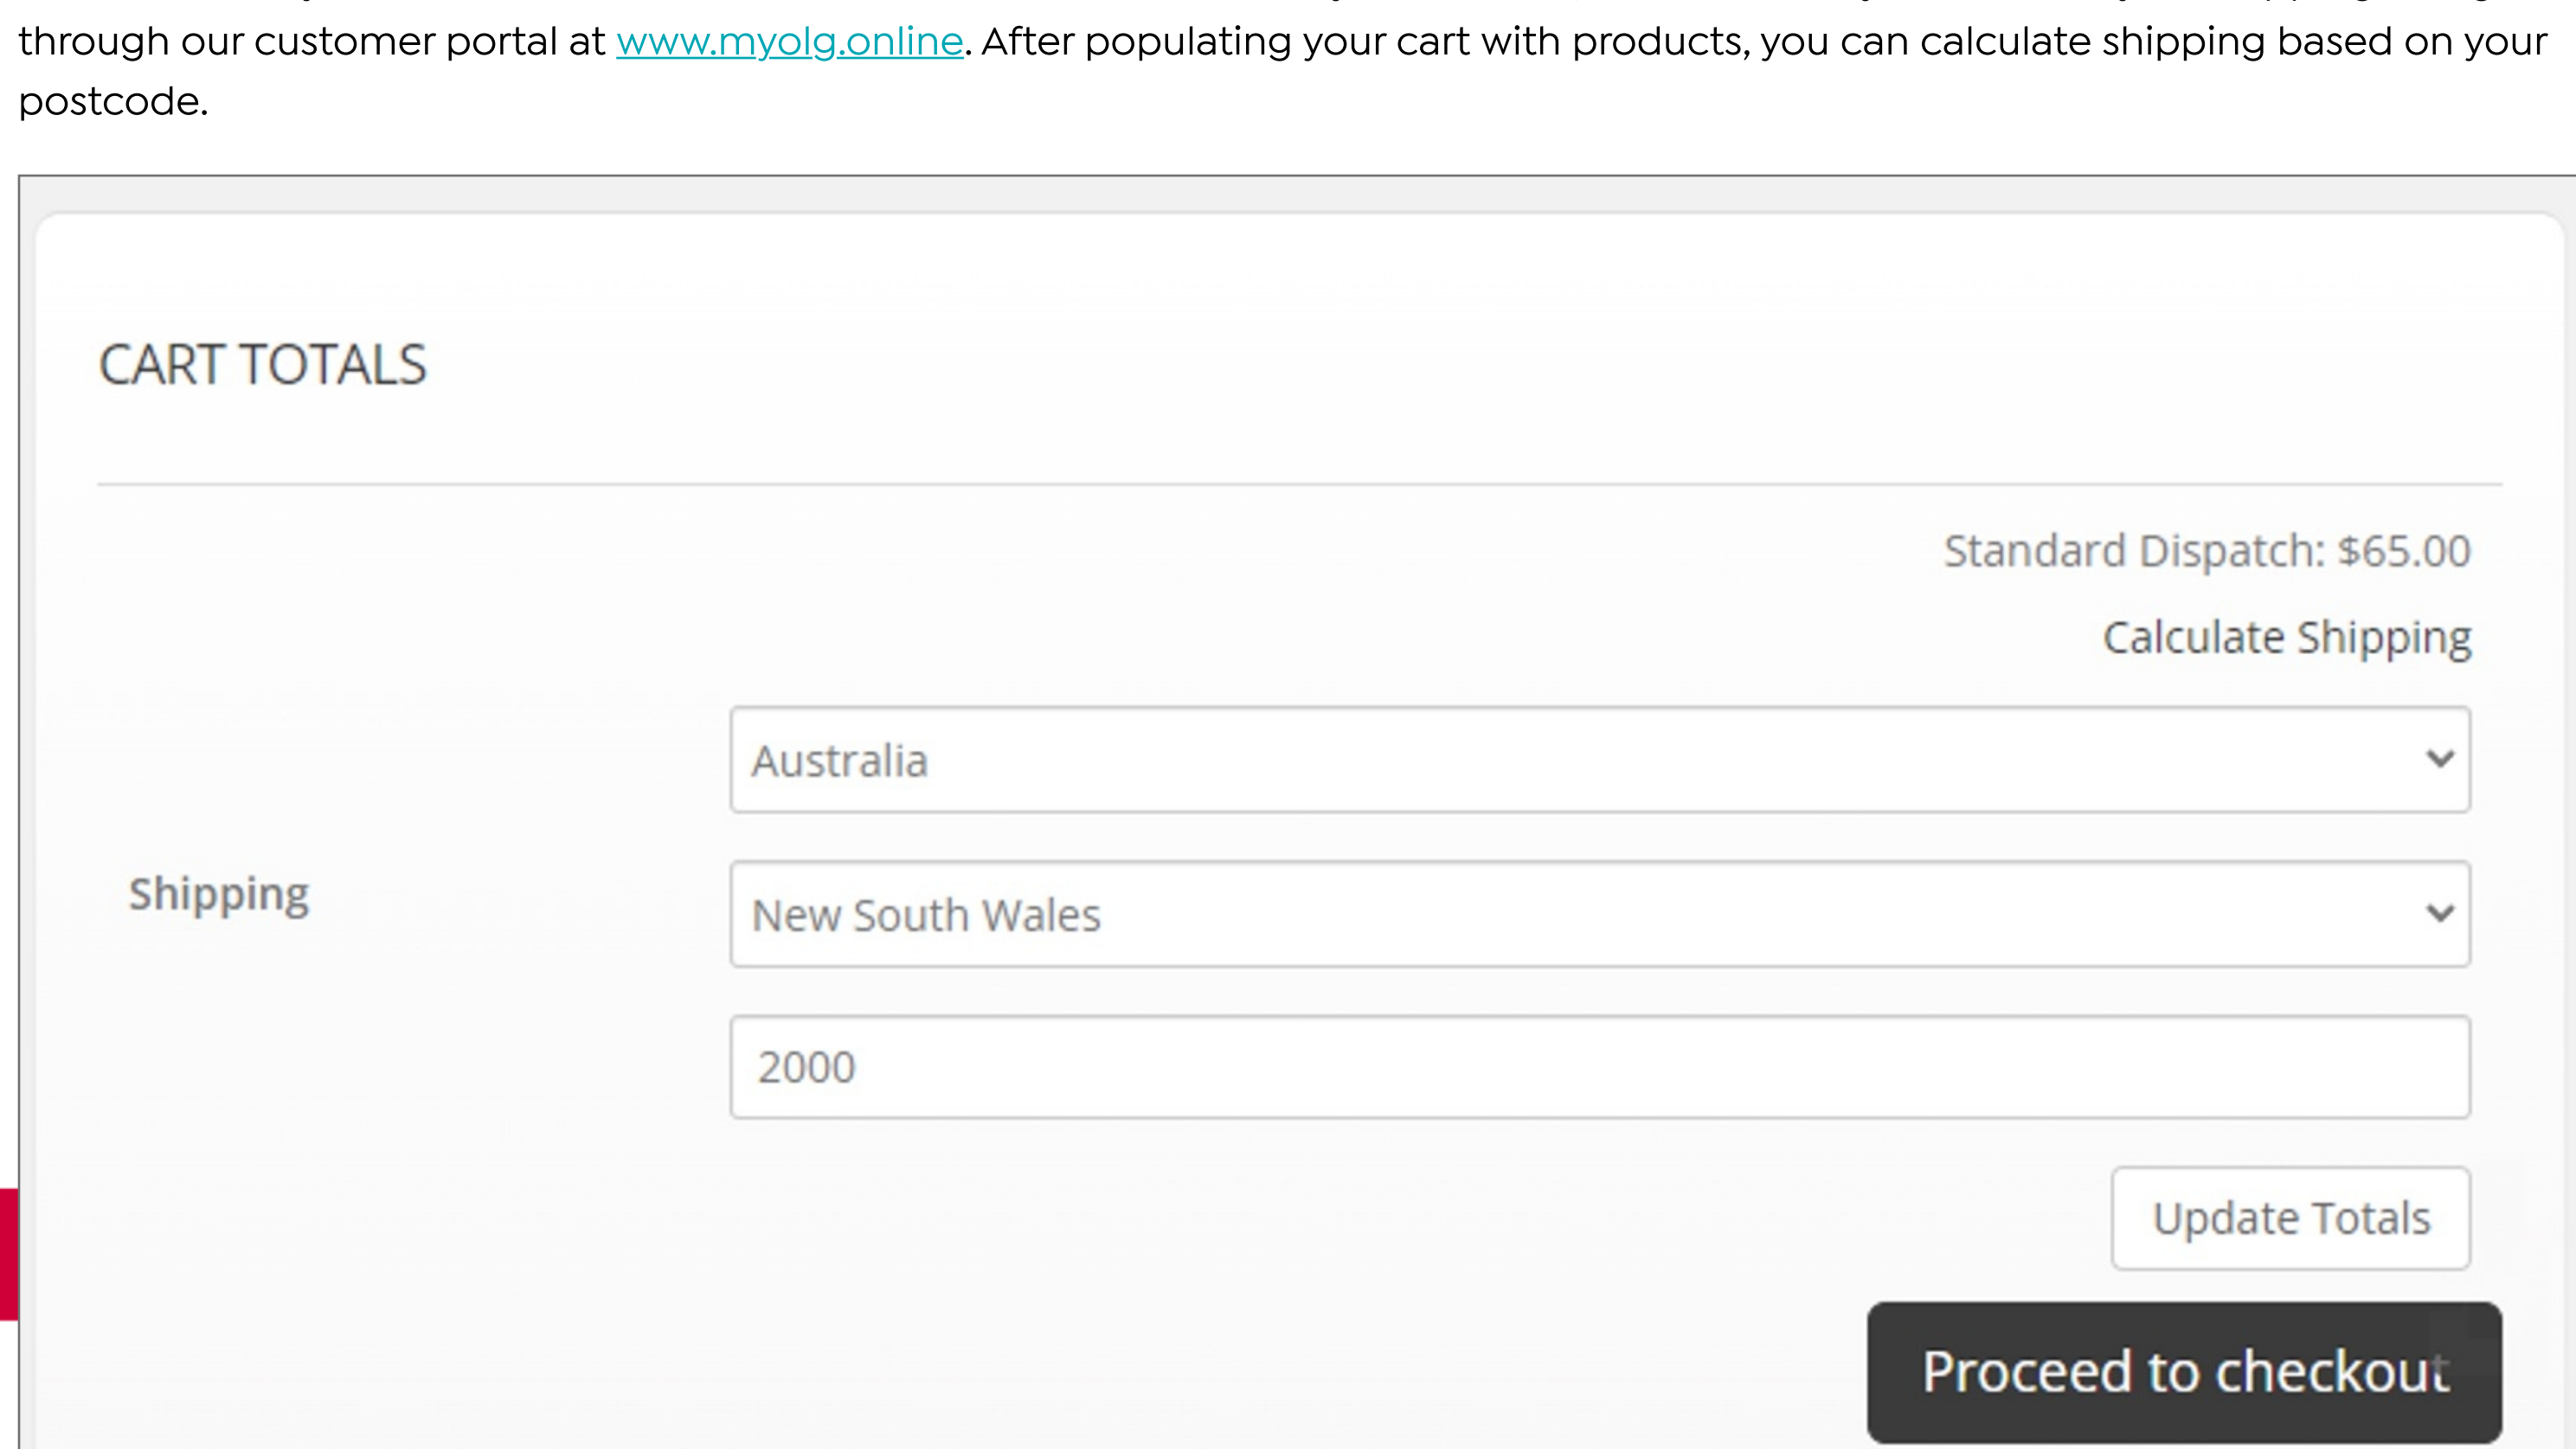 through our customer portal at www.myolg.online. After populating your cart with products, you can calculate shipping based on your
postcode.
CART TOTALS
Standard Dispatch: $65.00
Calculate Shipping
Australia
Shipping
New South Wales
2000
Update Totals
Proceed to checkout